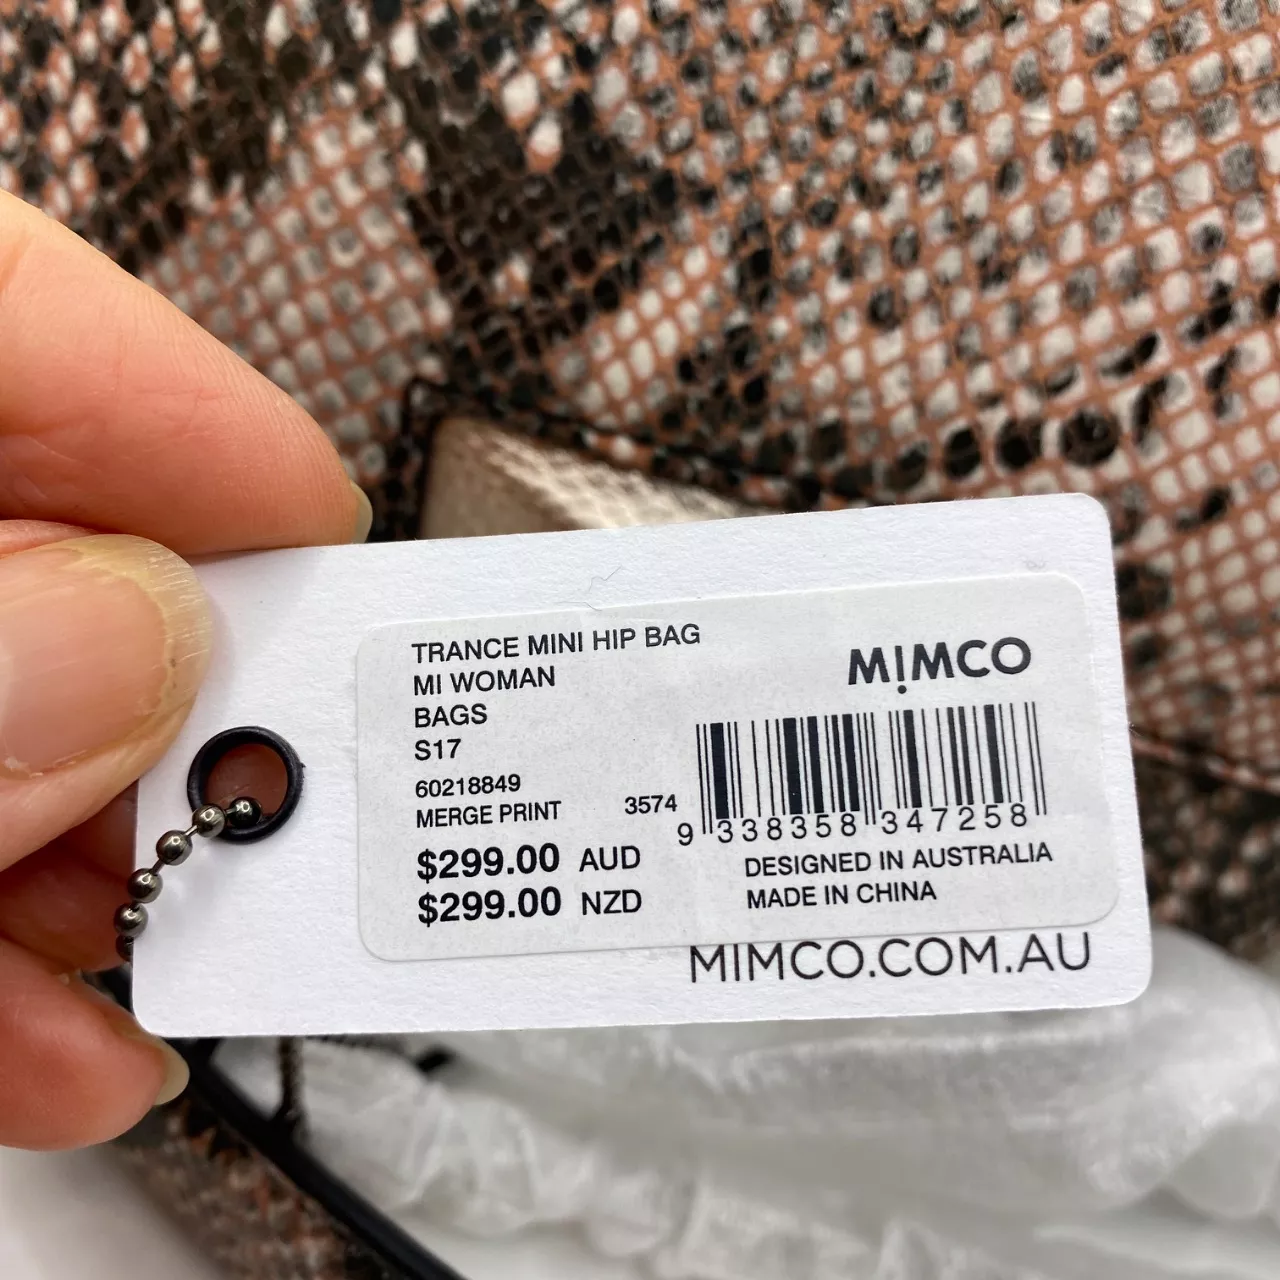 TRANCE MINI HIP BAG
MI WOMAN
BAGS
S17
60218849
MERGE PRINT
$299.00 AUD
$299.00 NZD
MIMCO
3574
9 338358 347258
DESIGNED IN AUSTRALIA
MADE IN CHINA
MIMCO.COM.AU